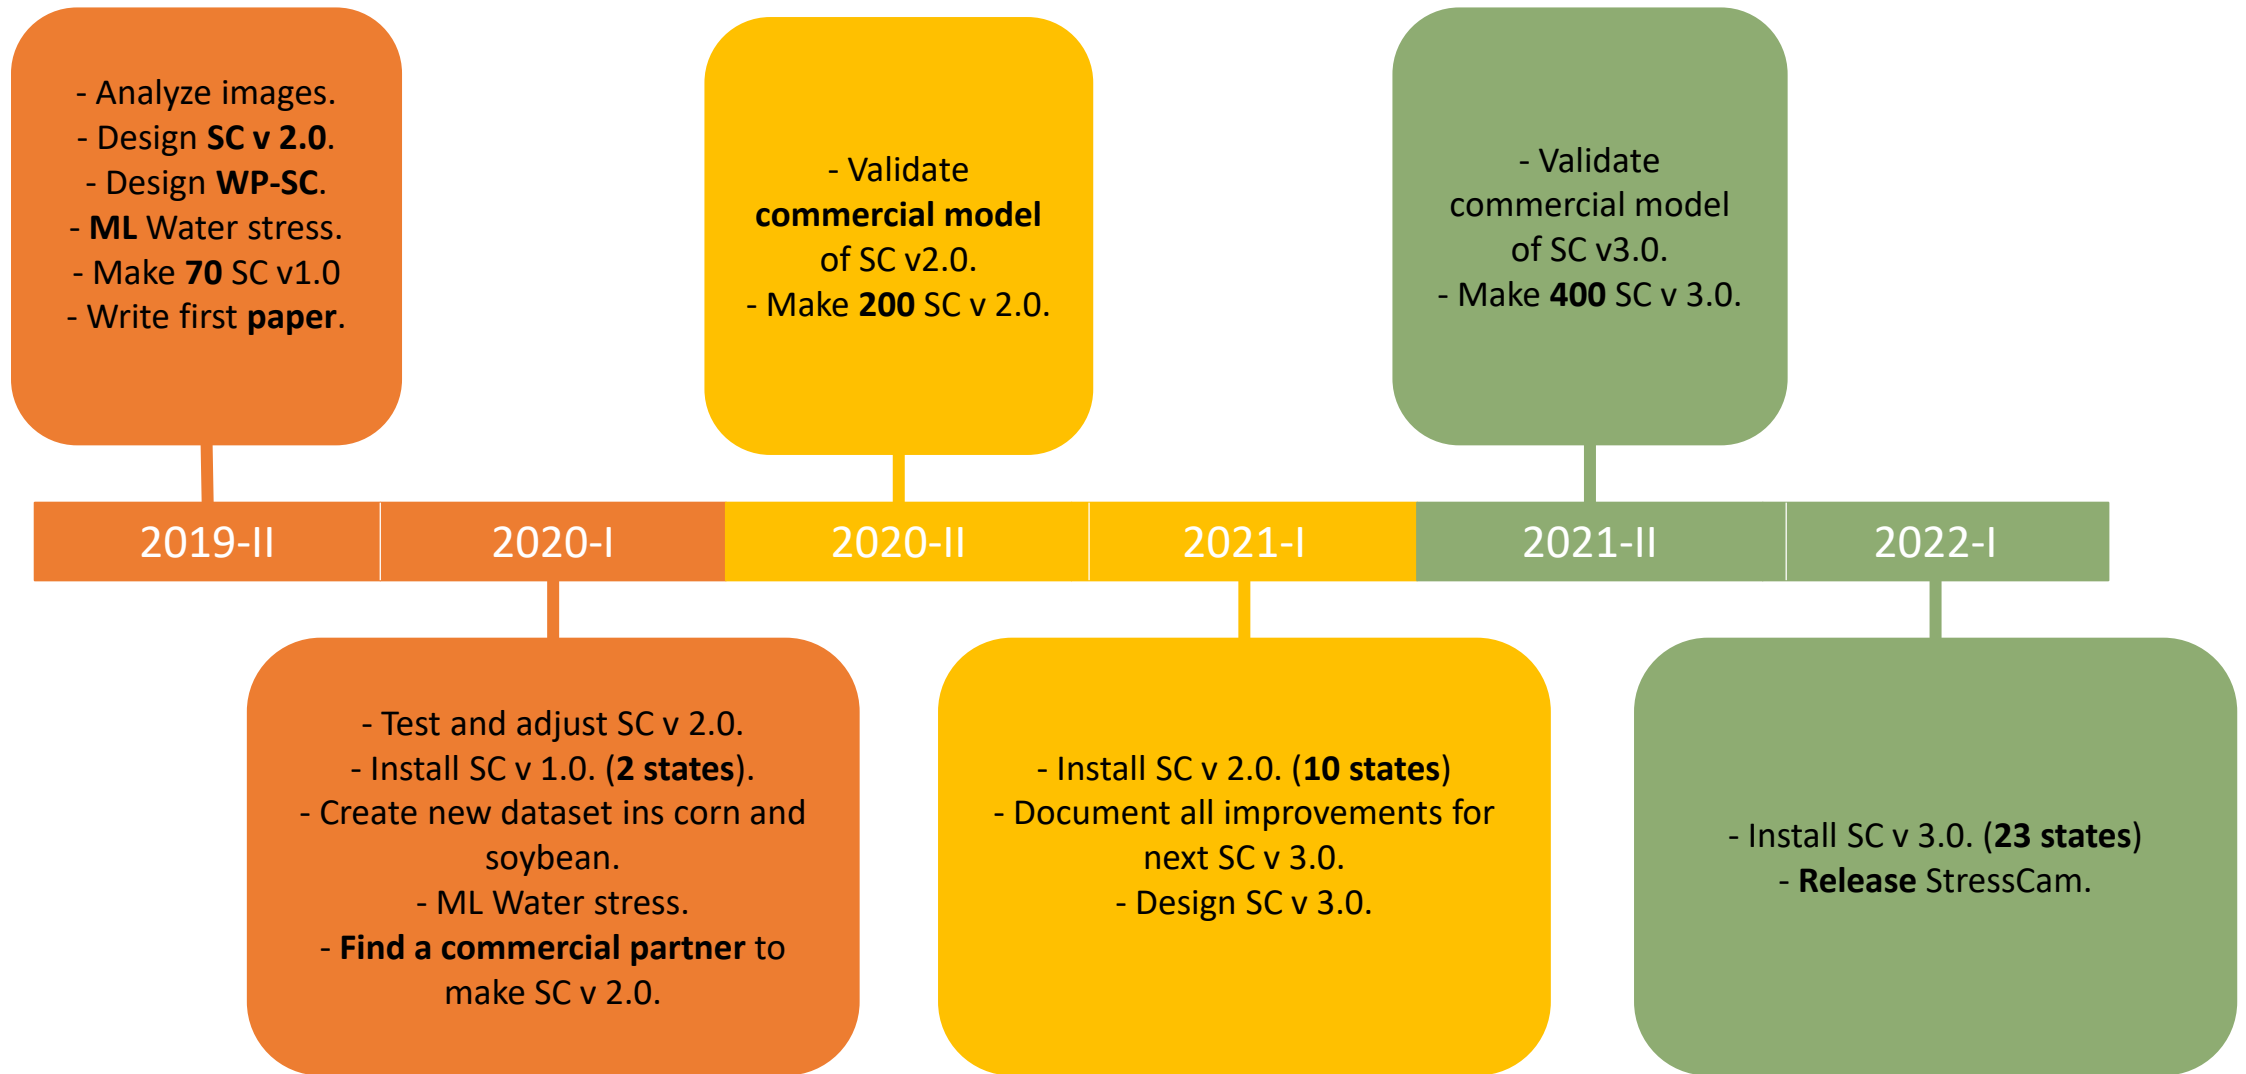 - Analyze images.
- Design SC v 2.0.
- Design WP-SC.
- ML Water stress.
- Make 70 SC v1.0
- Write first paper.
- Validate
commercial model
of SC v2.0.
- Make 200 SC v 2.0.
- Validate
commercial model
of SC v3.0.
- Make 400 SC v 3.0.
2019-II
2020-I
2020-II
2021-I
2021-II
2022-I
- Test and adjust SC v 2.0.
- Install SC v 1.0. (2 states).
- Create new dataset ins corn and
soybean.
- ML Water stress.
- Find a commercial partner to
make SC v 2.0.
- Install SC v 2.0. (10 states)
- Document all improvements for
next SC v 3.0.
- Design SC v 3.0.
- Install SC v 3.0. (23 states)
- Release StressCam.